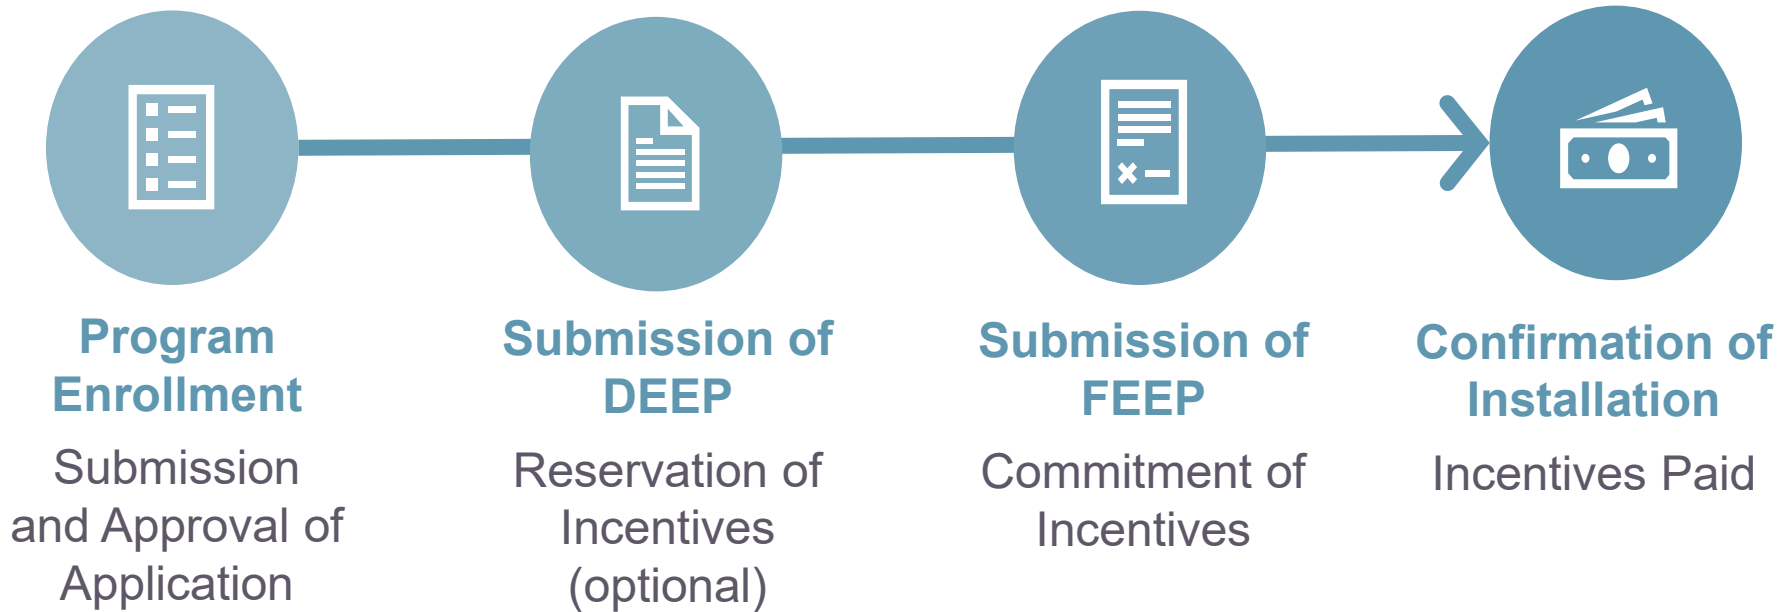 Program
Enrollment
Submission
and Approval of
Application
Submission of
DEEP
Reservation of
Incentives
(optional)
Submission of
FEEP
Commitment of
Incentives
Confirmation of
Installation
Incentives Paid